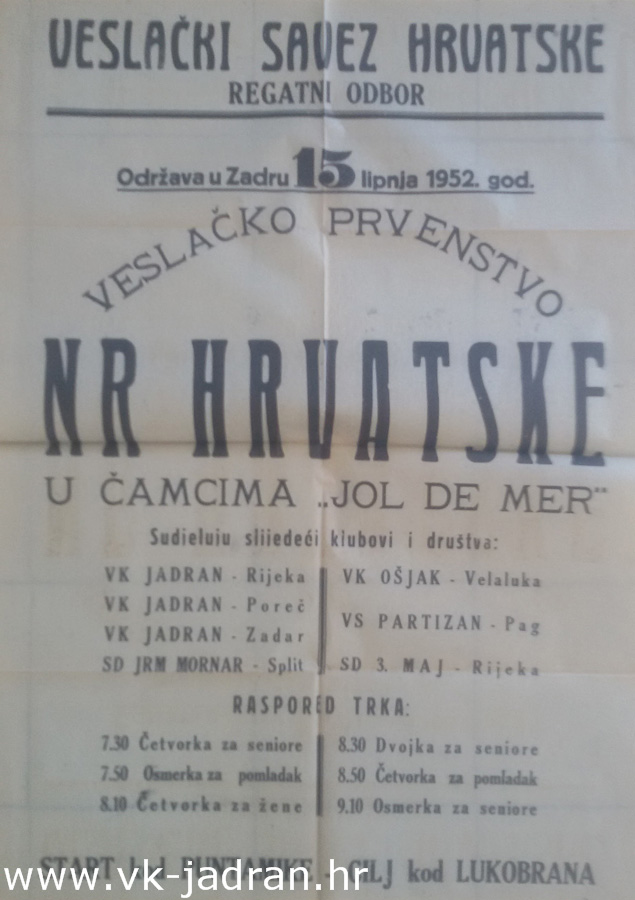 VESLAČKI SAVEZ HRVATSKE
REGATNI ODBOR
Održava u Zadru 15 lipnja 1952. god.
VESLAČKO PRVENSTVO
NR HRVATSKE
U ČAMCIMA „JOL DE MER"
Sudieluiu sliiedeći klubovi i društva:
VK JADRAN - Rijeka
VK JADRAN - Poreč
VK JADRAN - Zadar
SD JRM MORNAR - Split
VK OŠJAK - Velaluka
VS PARTIZAN - Pag
SD 3. MAJ - Rijeka
RASPORED TRKA:
7.30 Četvorka za seniore
7.50 Osmerka za pomladak
8.10 Četvorka za žene
8.30 Dvojka za seniore
8.50 Četvorka za pomladak
9.10 Osmerka za seniore
START kod PUNTAMIKE - CILJ kod LUKOBRANA
www.vk-jadran.hr